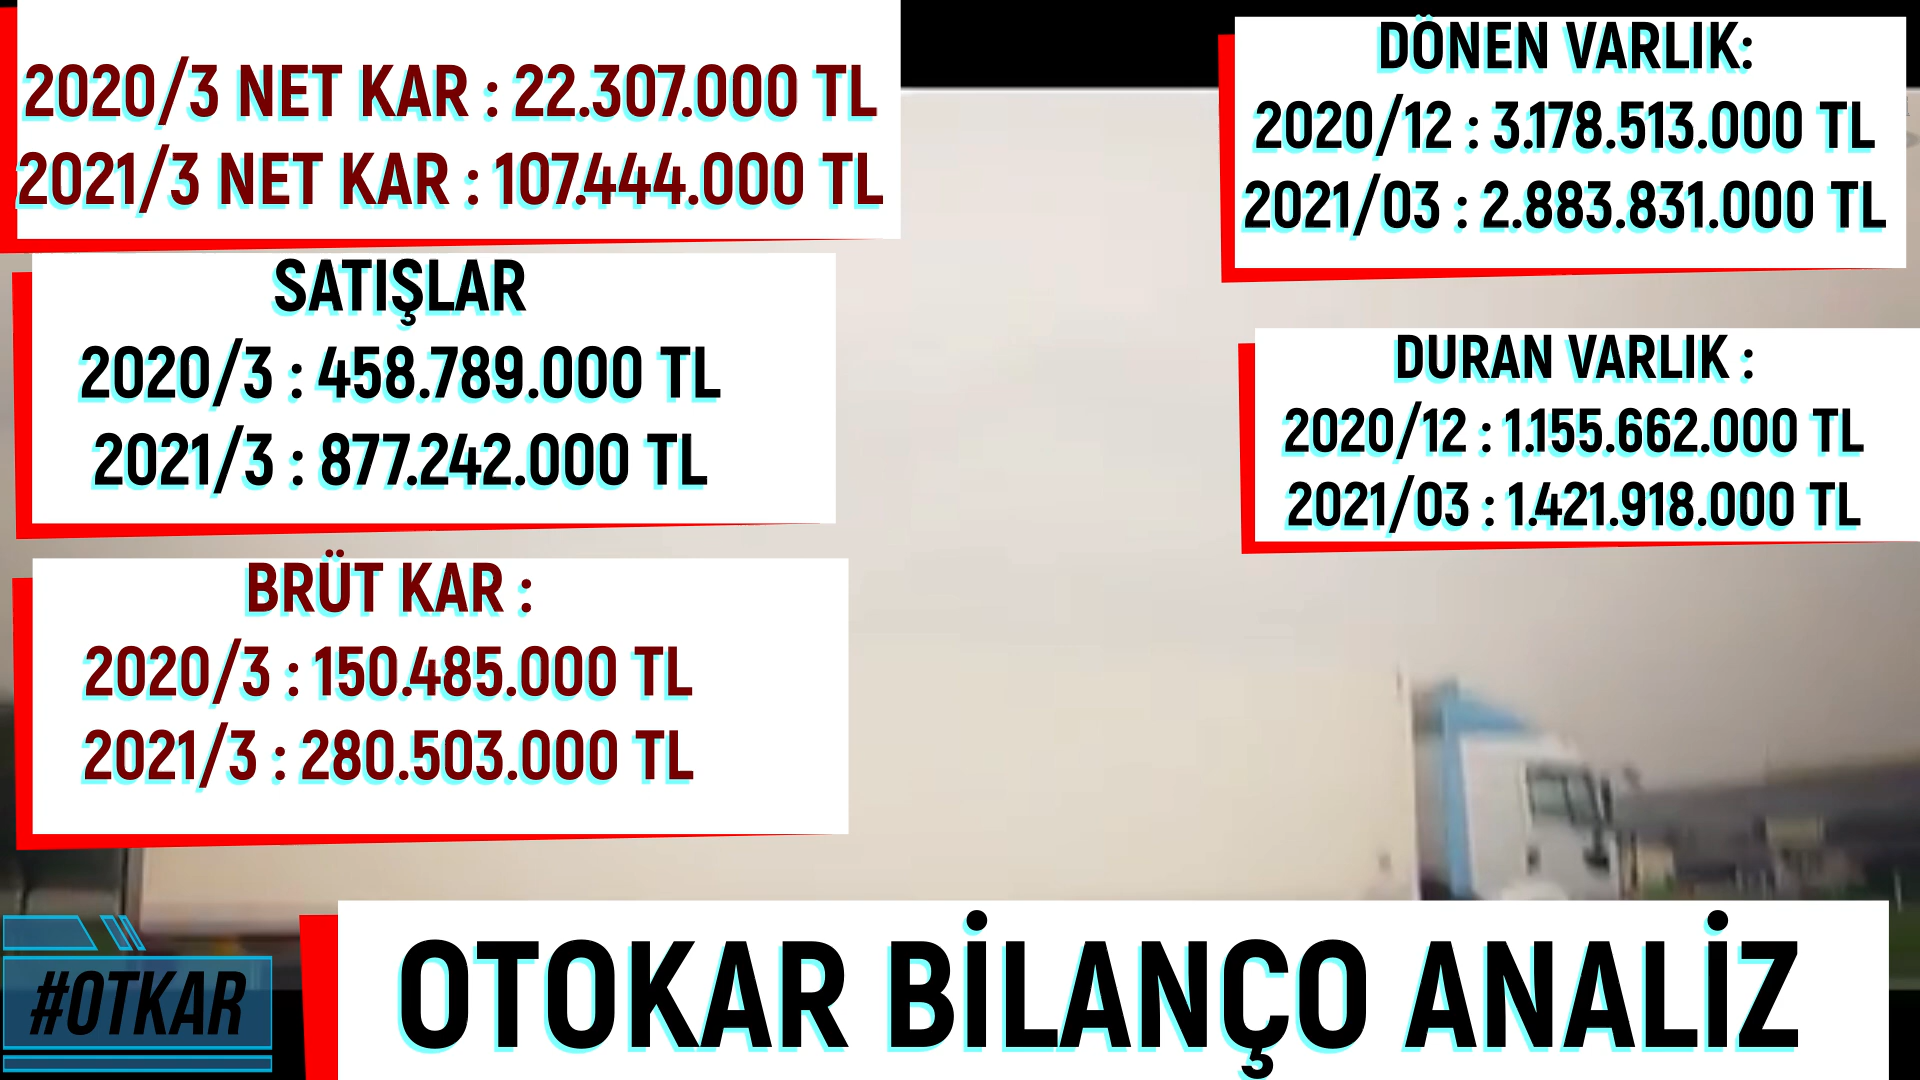 2020/3 NET KAR : 22.307.000 TL
2021/3 NET KAR : 107.444.000 TL
SATIŞLAR
2020/3 : 458.789.000 TL
2021/3 : 877.242.000 TL
BRÜT KAR :
2020/3 : 150.485.000 TL
2021/3 : 280.503.000 TL
DÖNEN VARLIK:
2020/12 : 3.178.513.000 TL
2021/03 : 2.883.831.000 TL
DURAN VARLIK :
2020/12 : 1.155.662.000 TL
2021/03 : 1.421.918.000 TL
#OTKAR
OTOKAR BİLANÇO ANALİZ